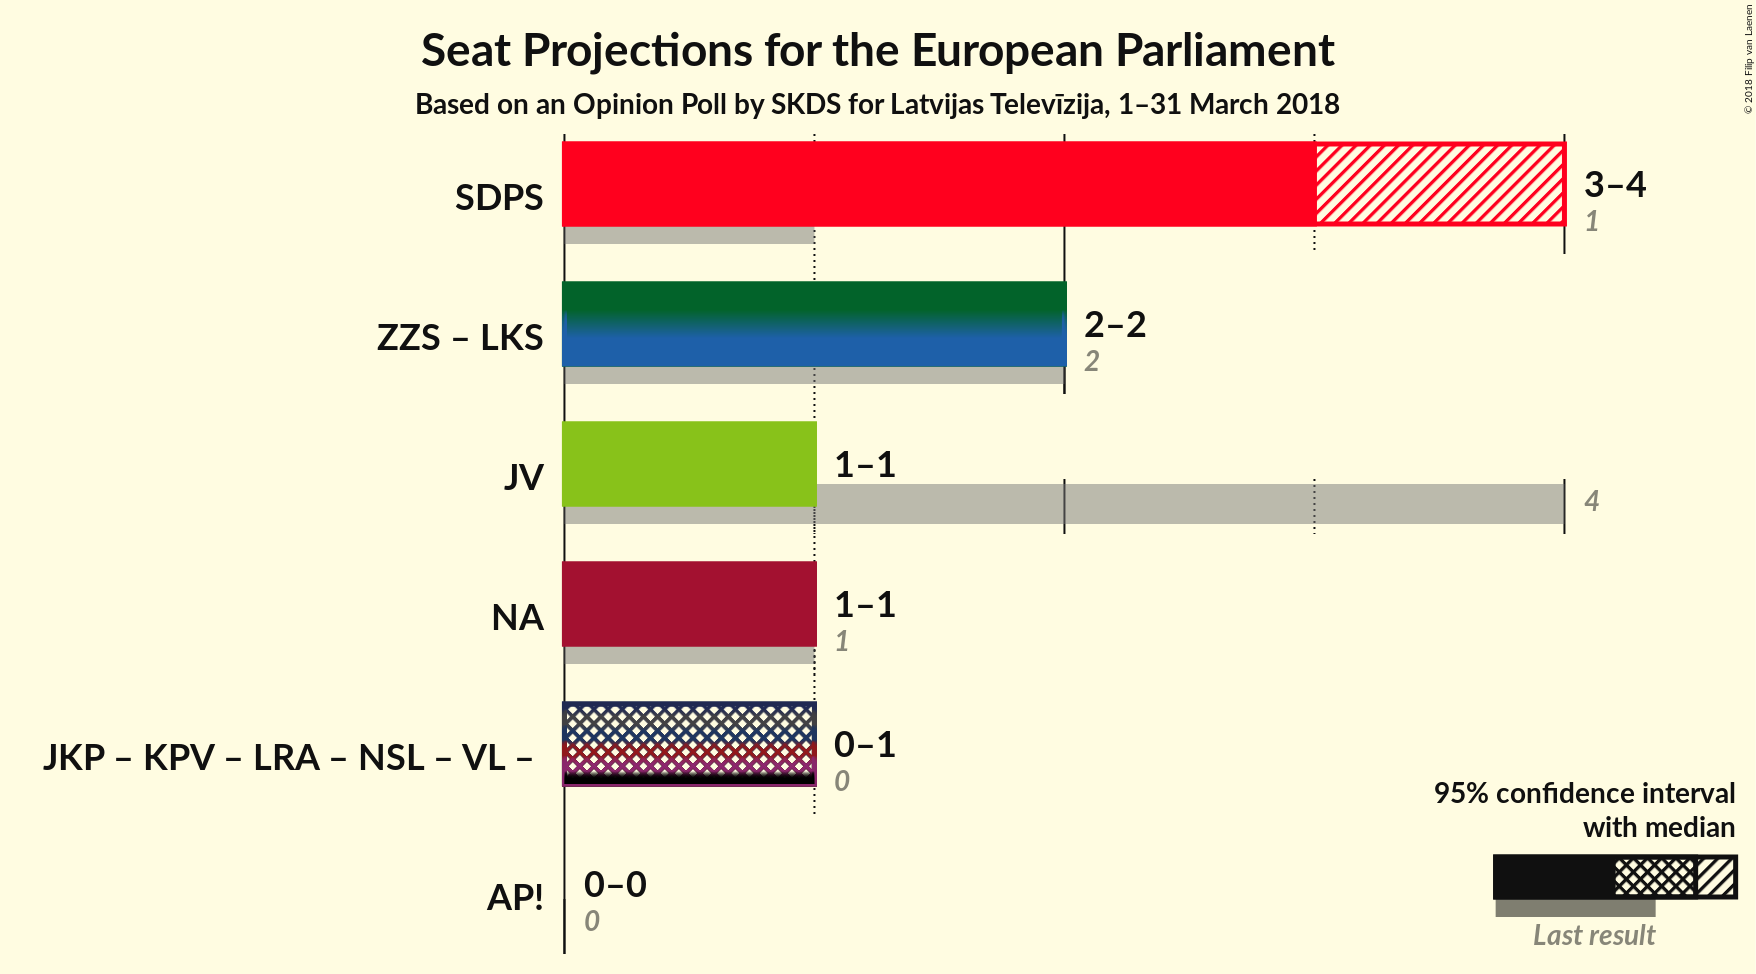 Seat Projections for the European Parliament
Based on an Opinion Poll by SKDS for Latvijas Televīzija, 1–31 March 2018
© 2018 Filip van Laenen
SDPS
3–4
1
ZZS – LKS
2–2
2
JV
1–1
4
NA
1–1
1
JKP – KPV – LRA – NSL – VL –
0–1
0
AP!
0–0
0
95% confidence interval
with median
Last result